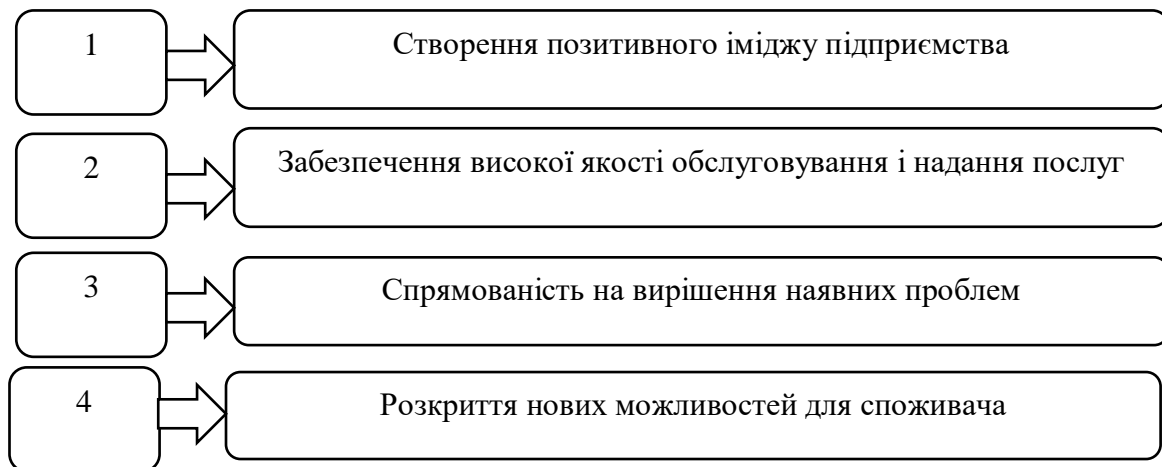 1
Створення позитивного іміджу підприємства
2
Забезпечення високої якості обслуговування і надання послуг
3
Спрямованість на вирішення наявних проблем
4
Розкриття нових можливостей для споживача